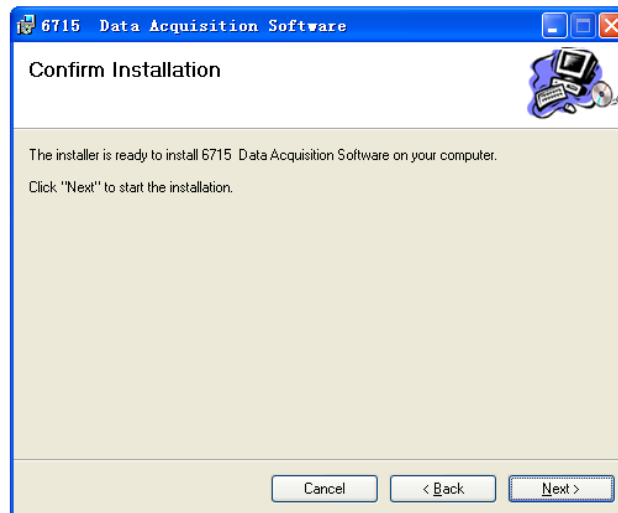 6715 Data Acquisition Software
Confirm Installation
The installer is ready to install 6715 Data Acquisition Software on your computer.
Click "Next" to start the installation.
Cancel
< Back
Next >